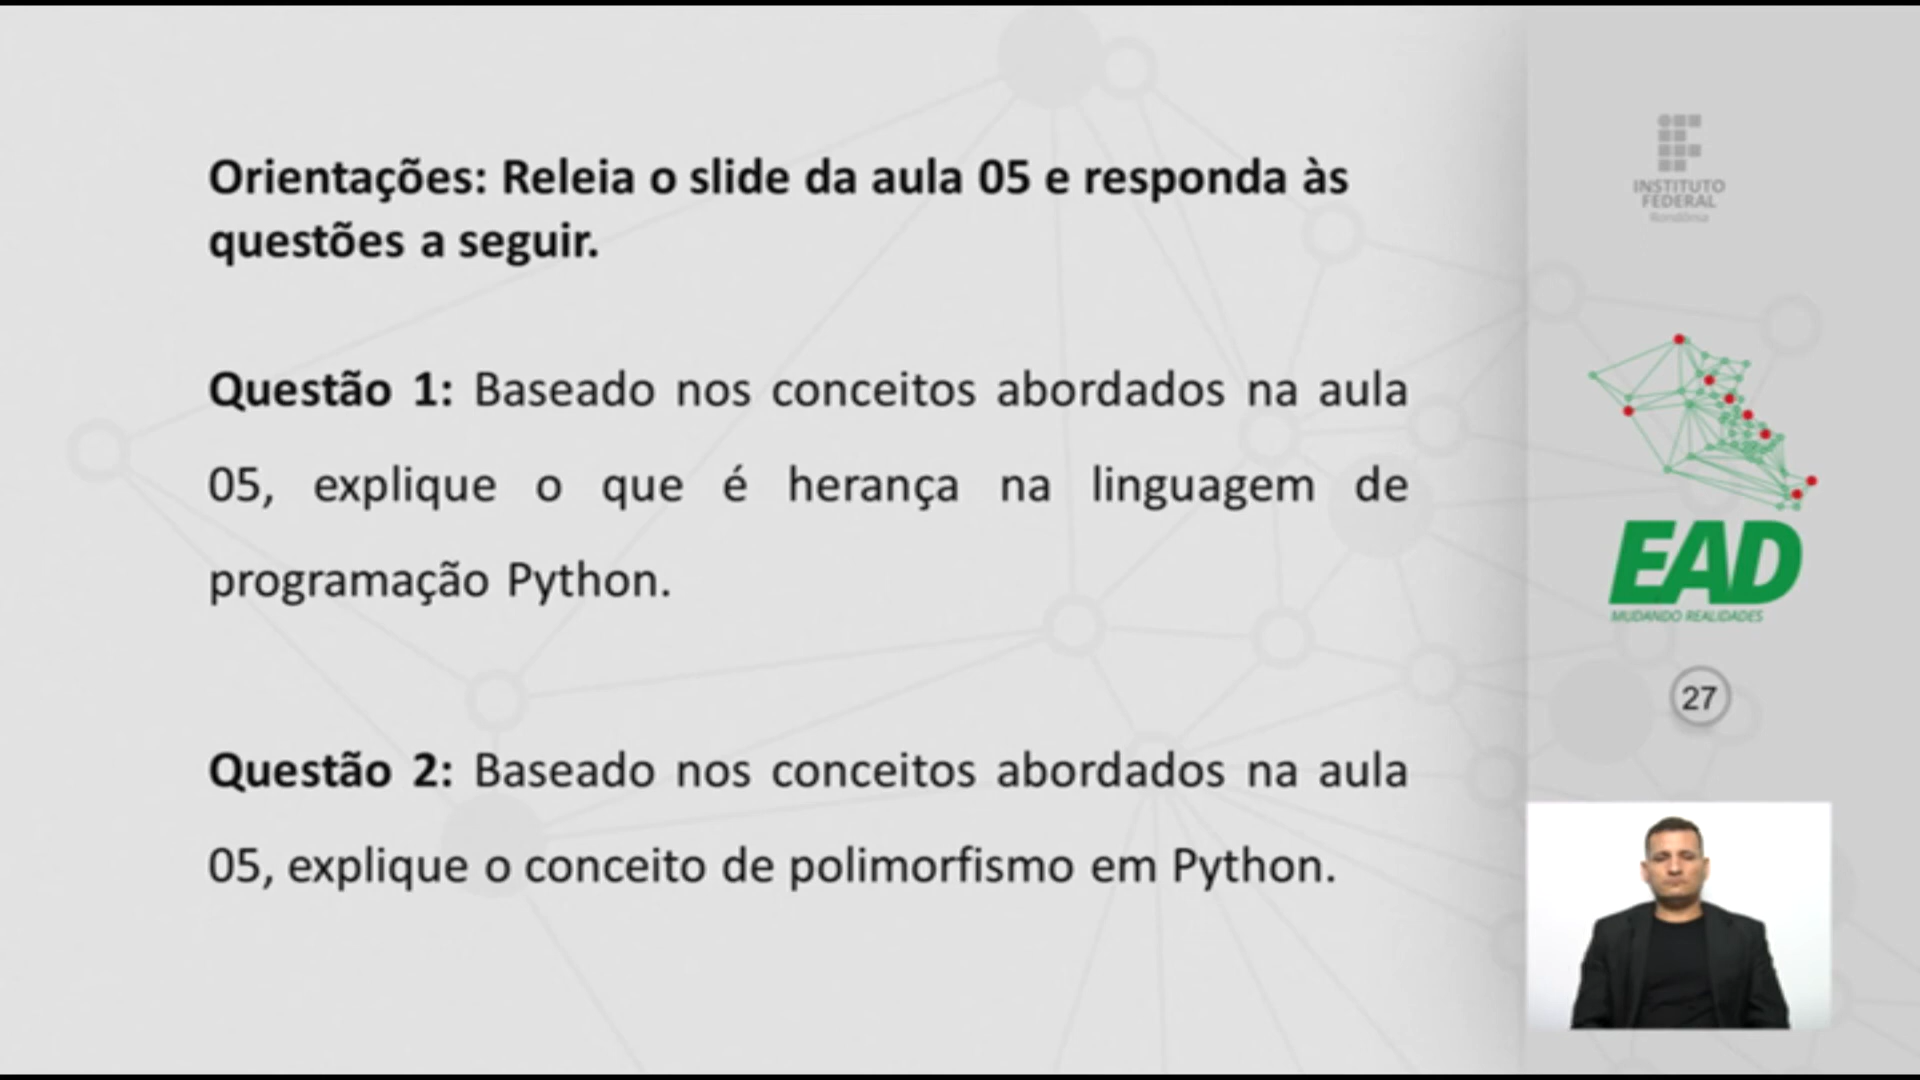 Orientações: Releia o slide da aula 05 e responda às
questões a seguir.
Questão 1: Baseado nos conceitos abordados na aula
05, explique o que é herança na linguagem de
programação Python.
Questão 2: Baseado nos conceitos abordados na aula
05, explique o conceito de polimorfismo em Python.
INSTITUTO
FEDERAL
Rondônia
EAD
MUDANDO REALIDADES
27